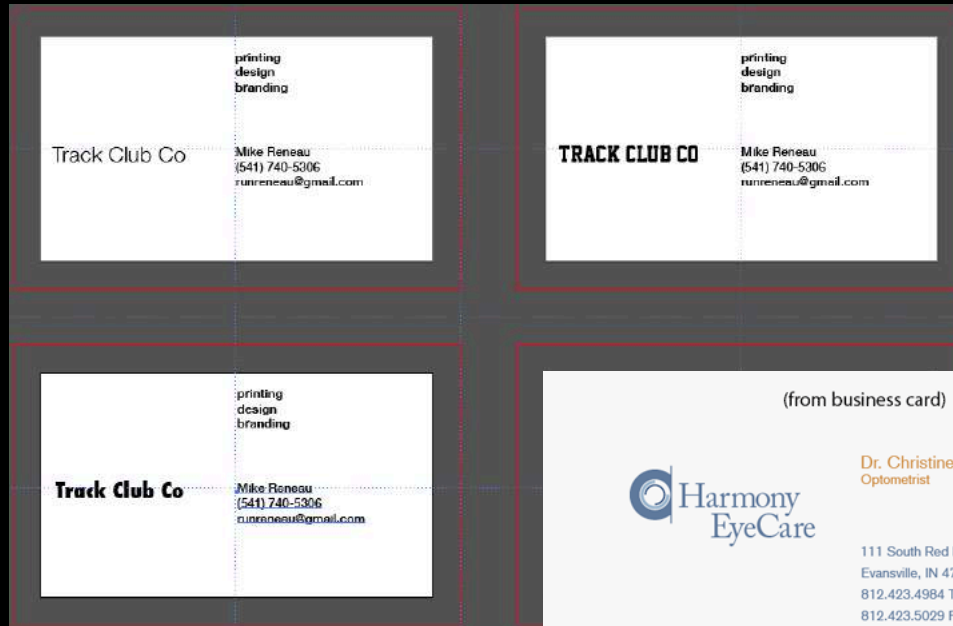 printing
design
branding
Track Club Co
Mike Reneau
(541) 740-5306
runreneau@gmail.com
printing
design
branding
TRACK CLUB CO
Mike Reneau
(541) 740-5306
runreneau@gmail.com
printing
design
branding
Track Club Co
Mike Reneau
(541) 740-5306
runreneau@gmail.com
(from business card)
Dr. Christine
Optometrist
Harmony
EyeCare
111 South Red
Evansville, IN 47
812.423.4984 T
812.423.5029 F